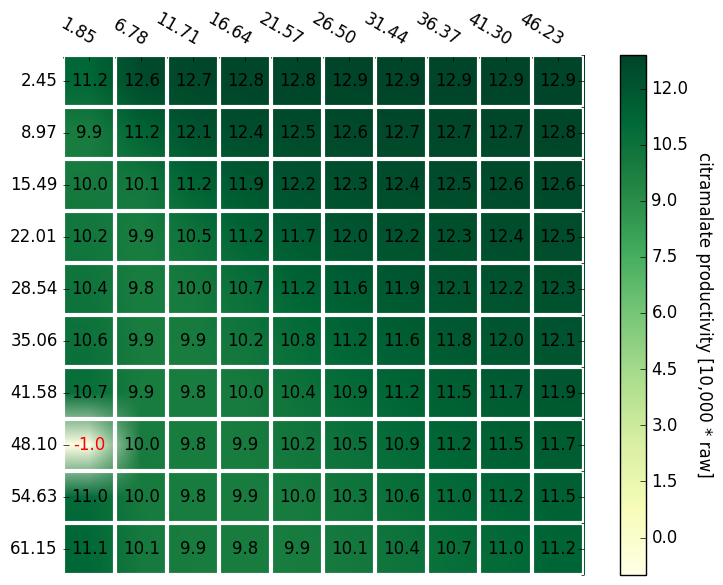 1.85 6.78 11.71 16.64 21.57 26.50 31.44 36.37 41.30 46.23
2.45 11.2 12.6 12.7 12.8 12.8 12.9 12.9 12.9 12.9 12.9
8.97 9.9 11.2 12.1 12.4 12.5 12.6 12.7 12.7 12.7 12.8
15.49 10.0 10.1 11.2 11.9 12.2 12.3 12.4 12.5 12.6 12.6
22.01 10.2 9.9 10.5 11.2 11.7 12.0 12.2 12.3 12.4 12.5
28.54 10.4 9.8 10.0 10.7 11.2 11.6 11.9 12.1 12.2 12.3
35.06 10.6 9.9 9.9 10.2 10.8 11.2 11.6 11.8 12.0 12.1
41.58 10.7 9.9 9.8 10.0 10.4 10.9 11.2 11.5 11.7 11.9
48.10 -1.0 10.0 9.8 9.9 10.2 10.5 10.9 11.2 11.5 11.7
54.63 11.0 10.0 9.8 9.9 10.0 10.3 10.6 11.0 11.2 11.5
61.15 11.1 10.1 9.9 9.8 9.9 10.1 10.4 10.7 11.0 11.2
12.0
10.5
9.0
7.5
6.0
4.5
3.0
1.5
0.0
citramalate productivity [10,000 * raw]